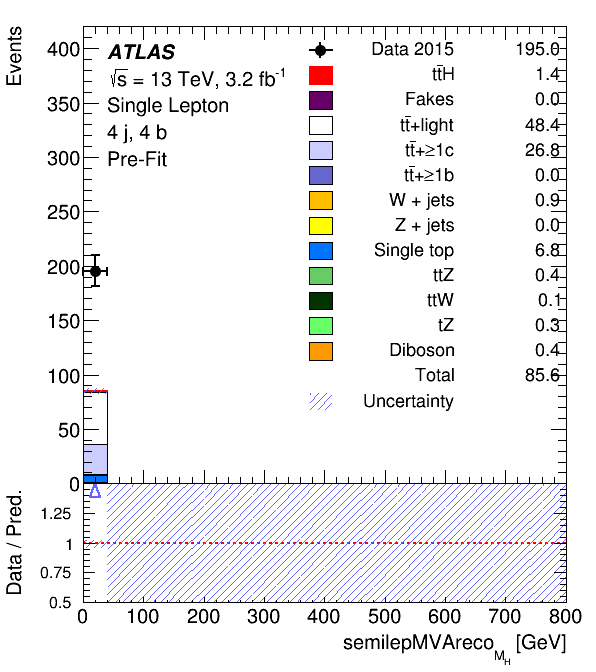 Events
400
350
300
250
200
150
100
50
0
ATLAS
√s = 13 TeV, 3.2 fb⁻¹
Single Lepton
4 j, 4 b
Pre-Fit
Data 2015 195.0
tt̄H 1.4
Fakes 0.0
tt̄+light 48.4
tt̄+≥1c 26.8
tt̄+≥1b 0.0
W + jets 0.9
Z + jets 0.0
Single top 6.8
ttZ 0.4
ttW 0.1
tZ 0.3
Diboson 0.4
Total 85.6
Uncertainty
Data / Pred.
1.25
1
0.75
0.5
0 100 200 300 400 500 600 700 800
semilepMVAreco_M_H [GeV]